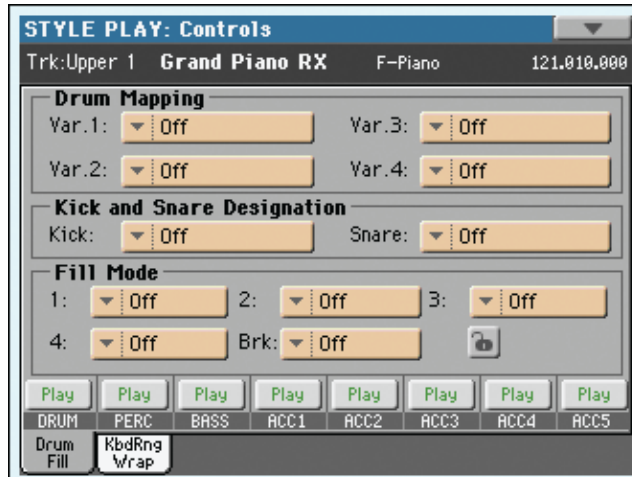 STYLE PLAY: Controls
Trk:Upper 1 Grand Piano RX F-Piano 121.010.000
Drum Mapping
Var.1: Off Var.3: Off
Var.2: Off Var.4: Off
Kick and Snare Designation
Kick: Off Snare: Off
Fill Mode
1: Off 2: Off 3: Off
4: Off Brk: Off
Play Play Play Play Play Play Play Play
DRUM PERC BASS ACC1 ACC2 ACC3 ACC4 ACC5
Drum Fill KbdRng Wrap